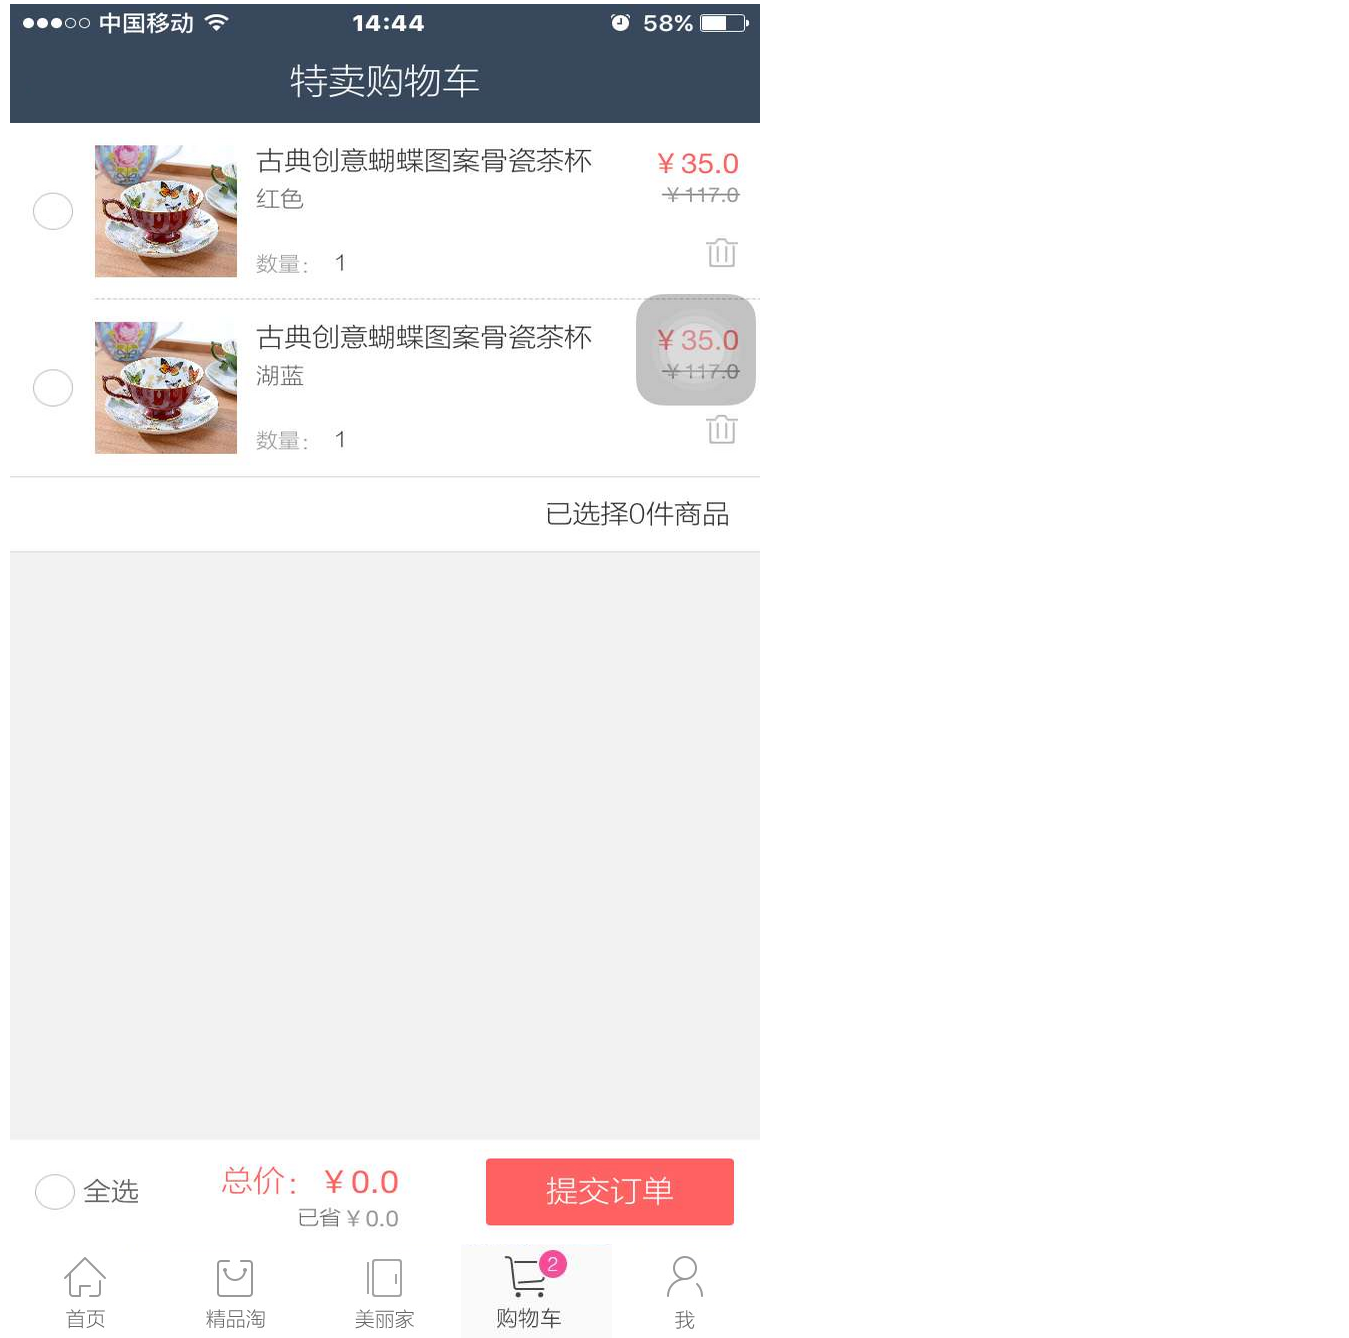 中国移动 14:44 58%
特卖购物车
古典创意蝴蝶图案骨瓷茶杯 ¥35.0
红色 ¥117.0
数量： 1
古典创意蝴蝶图案骨瓷茶杯 ¥35.0
湖蓝 ¥117.0
数量： 1
已选择0件商品
全选 总价： ¥0.0 提交订单
已省¥0.0
2
首页 精品淘 美丽家 购物车 我